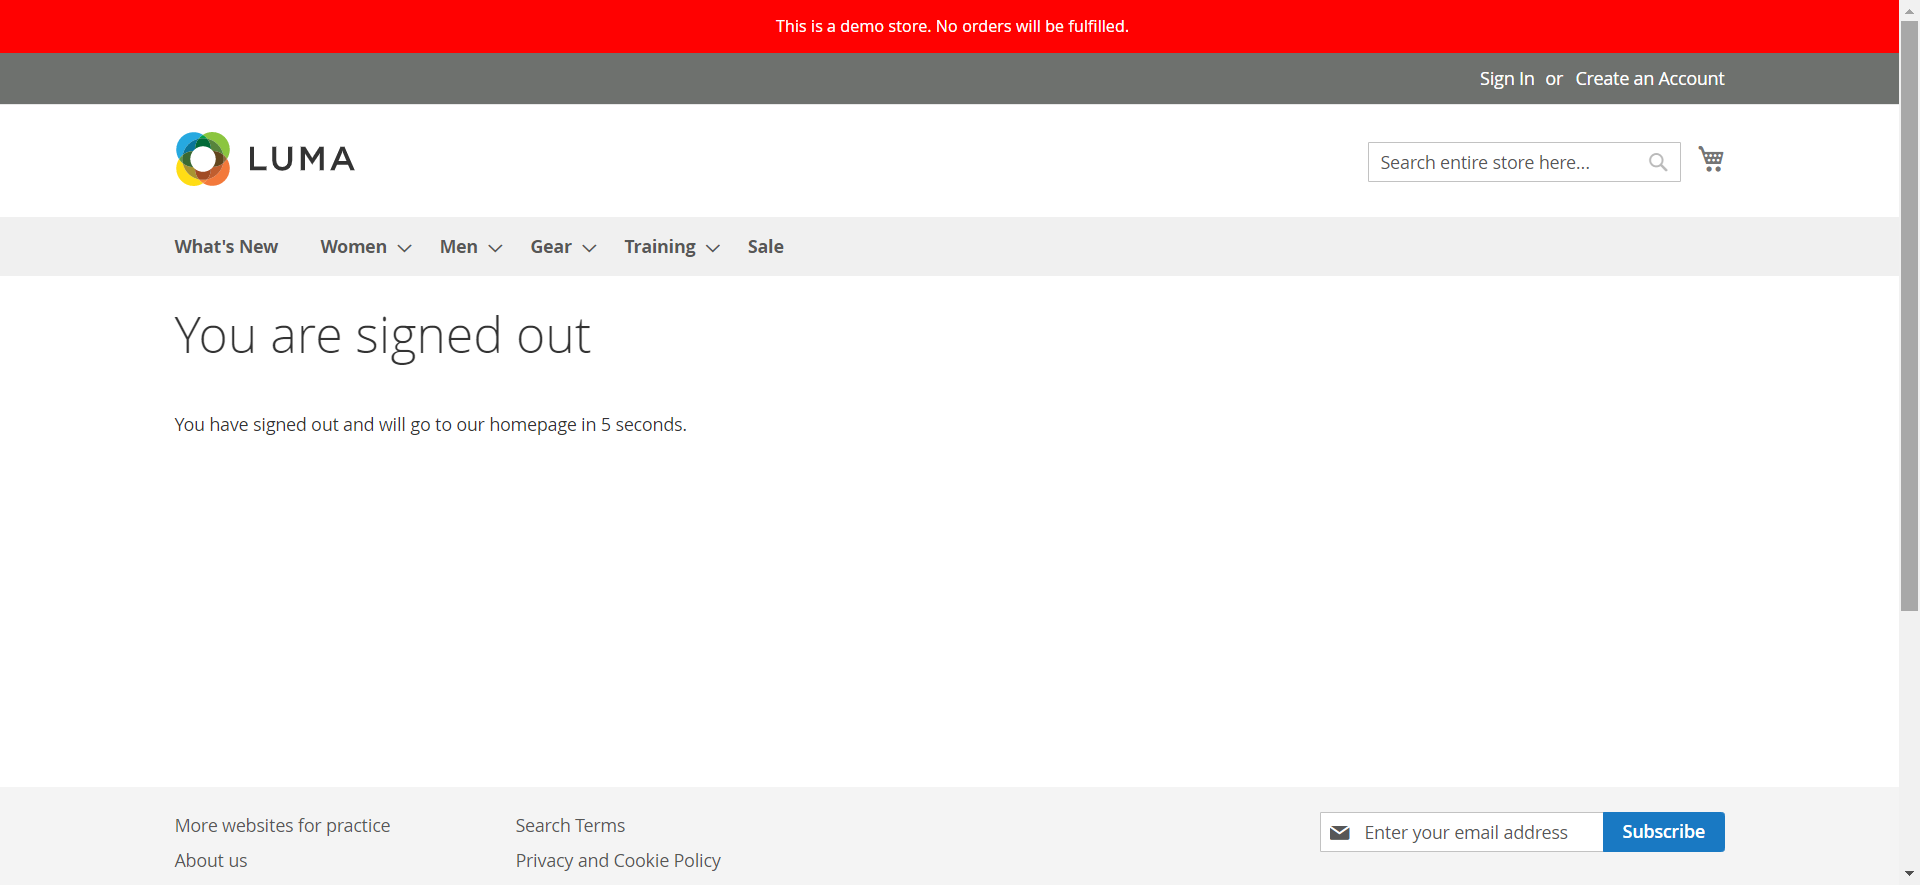 This is a demo store. No orders will be fulfilled.
Sign In or Create an Account
LUMA
Search entire store here...
What's New Women Men Gear Training Sale
You are signed out
You have signed out and will go to our homepage in 5 seconds.
More websites for practice
About us
Search Terms
Privacy and Cookie Policy
Enter your email address
Subscribe